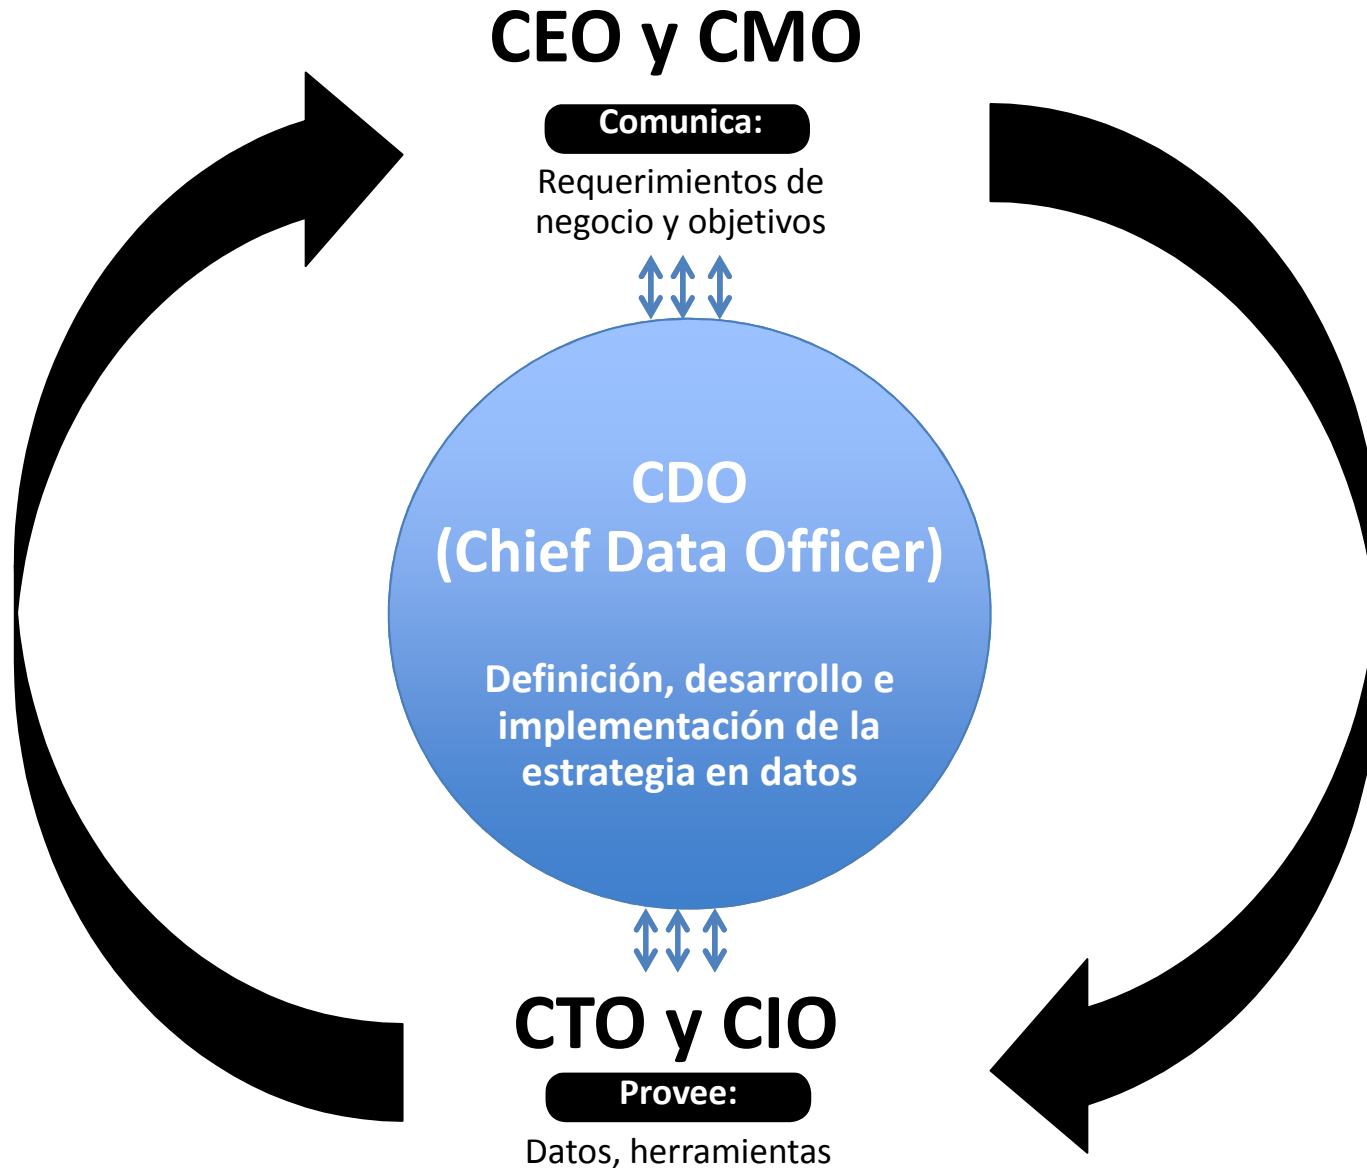 CEO y CMO
Comunica:
Requerimientos de
negocio y objetivos
CDO
(Chief Data Officer)
Definición, desarrollo e
implementación de la
estrategia en datos
CTO y CIO
Provee:
Datos, herramientas